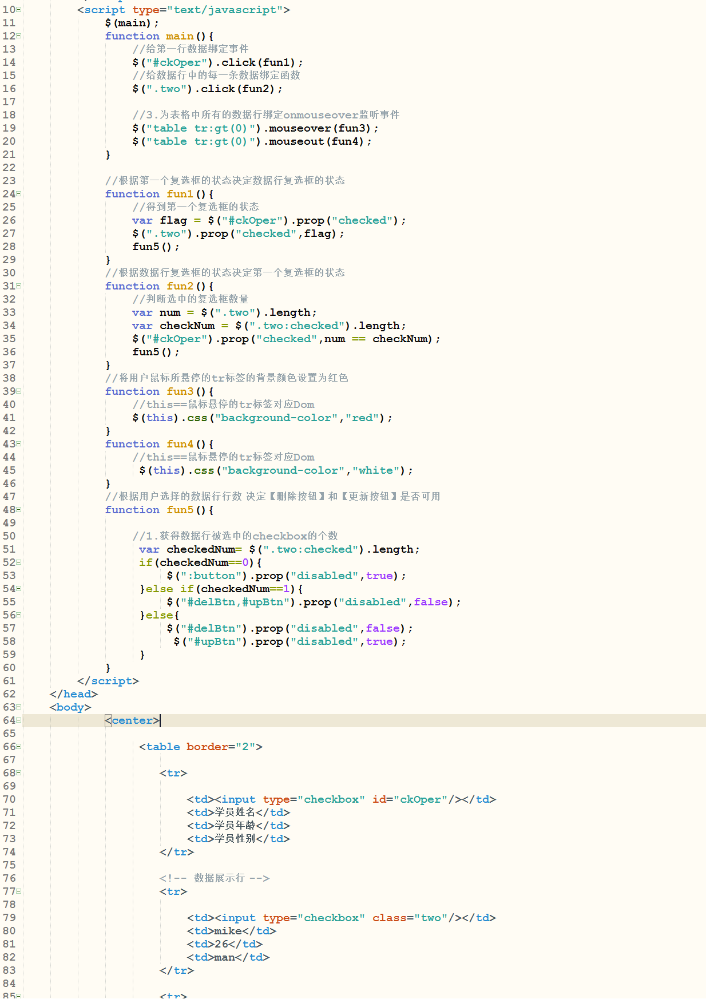 10 <script type="text/javascript">
11 $(main);
12 function main(){
13 //给第一行数据绑定事件
14 $("#ckOper").click(fun1);
15 //给数据行中的每一条数据绑定函数
16 $(".two").click(fun2);
17
18 //3.为表格中所有的数据行绑定onmouseover监听事件
19 $("table tr:gt(0)").mouseover(fun3);
20 $("table tr:gt(0)").mouseout(fun4);
21 }
22
23 //根据第一个复选框的状态决定数据行复选框的状态
24 function fun1(){
25 //得到第一个复选框的状态
26 var flag = $("#ckOper").prop("checked");
27 $(".two").prop("checked",flag);
28 fun5();
29 }
30 //根据数据行复选框的状态决定第一个复选框的状态
31 function fun2(){
32 //判断选中的复选框数量
33 var num = $(".two").length;
34 var checkNum = $(".two:checked").length;
35 $("#ckOper").prop("checked",num == checkNum);
36 fun5();
37 }
38 //将用户鼠标所悬停的tr标签的背景颜色设置为红色
39 function fun3(){
40 //this==鼠标悬停的tr标签对应Dom
41 $(this).css("background-color","red");
42 }
43 function fun4(){
44 //this==鼠标悬停的tr标签对应Dom
45 $(this).css("background-color","white");
46 }
47 //根据用户选择的数据行行数 决定【删除按钮】和【更新按钮】是否可用
48 function fun5(){
49
50 //1.获得数据行被选中的checkbox的个数
51 var checkedNum= $(".two:checked").length;
52 if(checkedNum==0){
53 $(":button").prop("disabled",true);
54 }else if(checkedNum==1){
55 $("#delBtn,#upBtn").prop("disabled",false);
56 }else{
57 $("#delBtn").prop("disabled",false);
58 $("#upBtn").prop("disabled",true);
59 }
60 }
61 </script>
62 </head>
63 <body>
64 <center>
65
66 <table border="2">
67
68 <tr>
69
70 <td><input type="checkbox" id="ckOper"/></td>
71 <td>学员姓名</td>
72 <td>学员年龄</td>
73 <td>学员性别</td>
74 </tr>
75
76 <!-- 数据展示行 -->
77 <tr>
78
79 <td><input type="checkbox" class="two"/></td>
80 <td>mike</td>
81 <td>26</td>
82 <td>man</td>
83 </tr>
84
85 <tr>